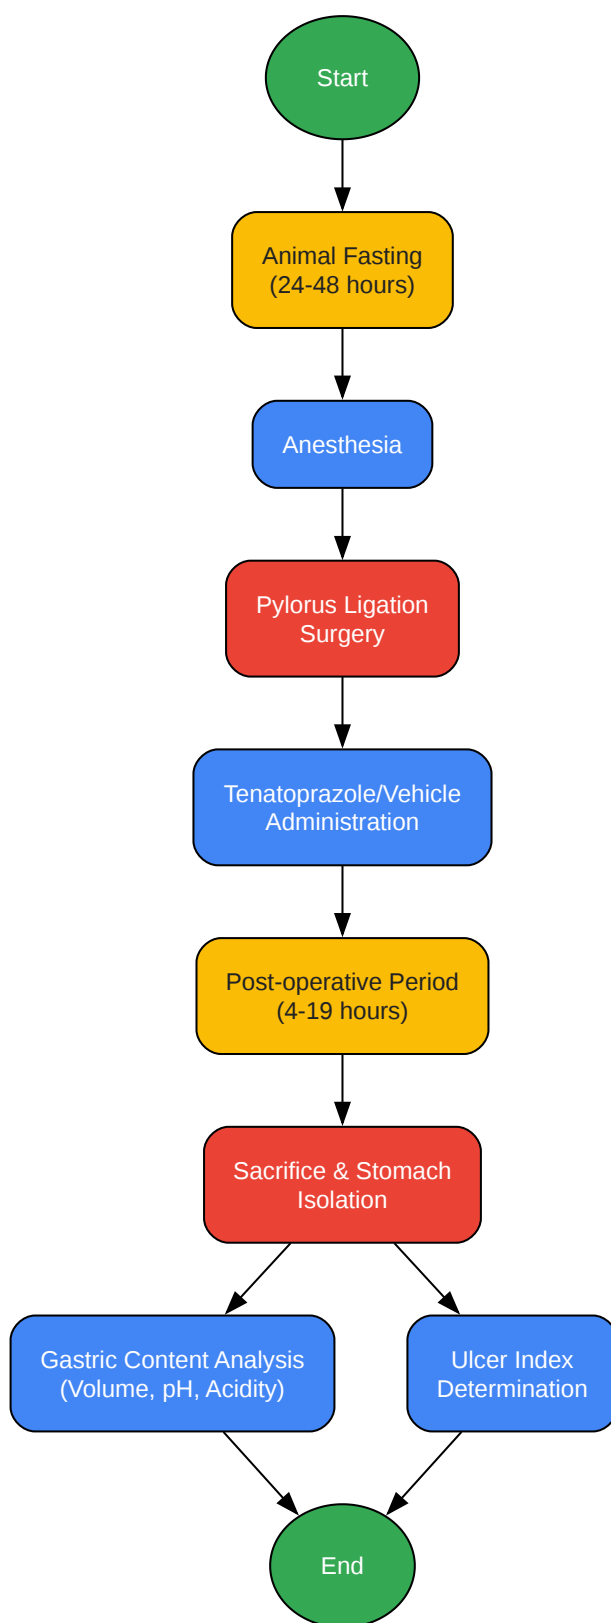 Start
Animal Fasting
(24-48 hours)
Anesthesia
Pylorus Ligation
Surgery
Tenatoprazole/Vehicle
Administration
Post-operative Period
(4-19 hours)
Sacrifice & Stomach
Isolation
Gastric Content Analysis
(Volume, pH, Acidity)
Ulcer Index
Determination
End